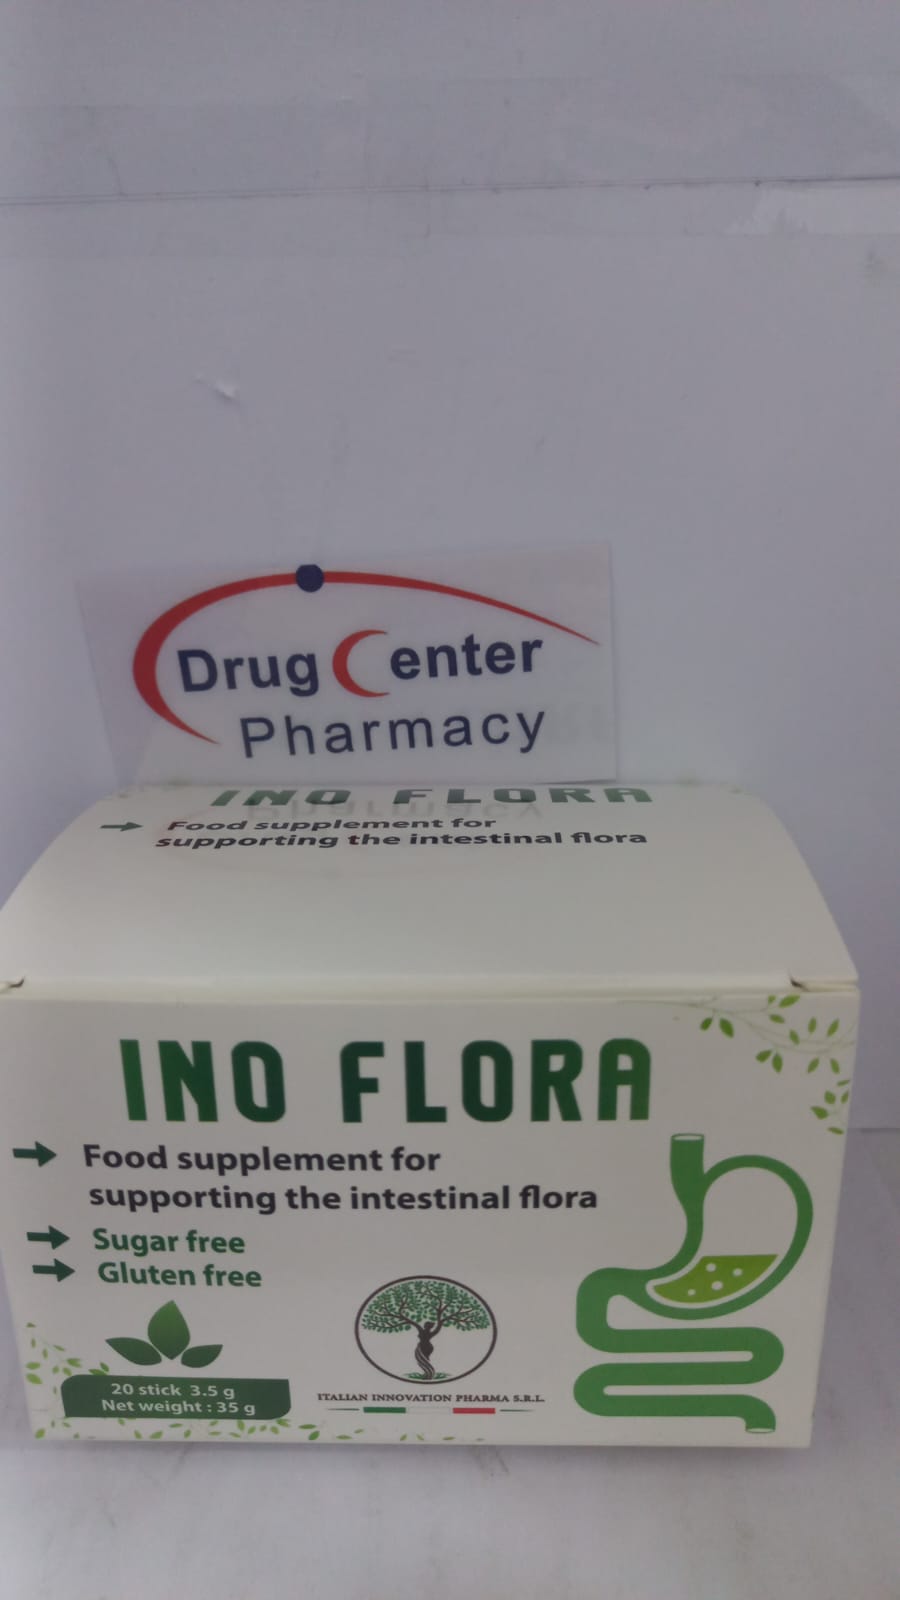 Drug Center
Pharmacy
INO FLORA
Food supplement for
supporting the intestinal flora
INO FLORA
Food supplement for
supporting the intestinal flora
Sugar free
Gluten free
20 stick 3.5 g
Net weight : 35 g
ITALIAN INNOVATION PHARMA S.R.L.